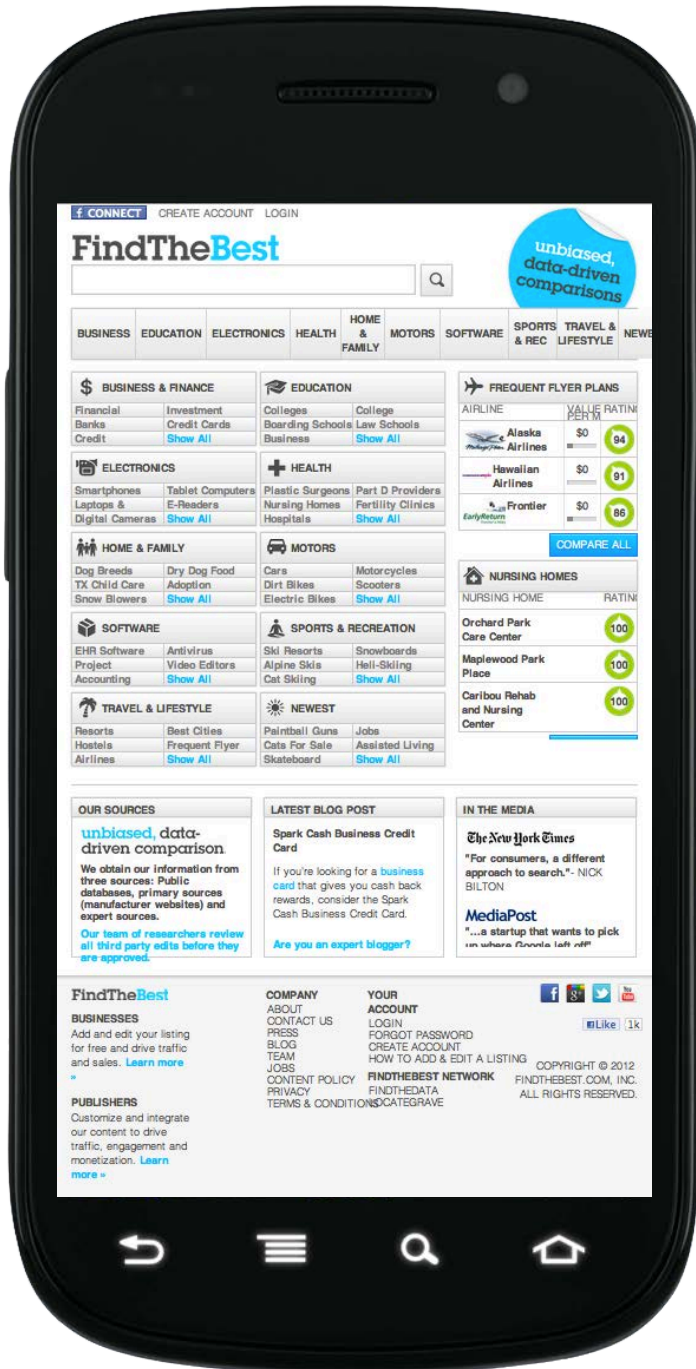 f CONNECT CREATE ACCOUNT LOGIN
FindTheBest
unbiased,
data-driven
comparisons
BUSINESS EDUCATION ELECTRONICS HEALTH HOME & FAMILY MOTORS SOFTWARE SPORTS & REC TRAVEL & LIFESTYLE NEWE
$ BUSINESS & FINANCE
Financial Investment
Banks Credit Cards
Credit Show All
EDUCATION
Colleges College
Boarding Schools Law Schools
Business Show All
ELECTRONICS
Smartphones Tablet Computers
Laptops & E-Readers
Digital Cameras Show All
HEALTH
Plastic Surgeons Part D Providers
Nursing Homes Fertility Clinics
Hospitals Show All
HOME & FAMILY
Dog Breeds Dry Dog Food
TX Child Care Adoption
Snow Blowers Show All
MOTORS
Cars Motorcycles
Dirt Bikes Scooters
Electric Bikes Show All
SOFTWARE
EHR Software Antivirus
Project Video Editors
Accounting Show All
SPORTS & RECREATION
Ski Resorts Snowboards
Alpine Skis Heli-Skiing
Cat Skiing Show All
TRAVEL & LIFESTYLE
Resorts Best Cities
Hostels Frequent Flyer
Airlines Show All
NEWEST
Paintball Guns Jobs
Cats For Sale Assisted Living
Skateboard Show All
FREQUENT FLYER PLANS
AIRLINE VALUE PER M RATING
Alaska Airlines $0 94
Hawaiian Airlines $0 91
EarlyReturn Frontier $0 86
COMPARE ALL
NURSING HOMES
NURSING HOME RATING
Orchard Park
Care Center 100
Maplewood Park
Place 100
Caribou Rehab
and Nursing
Center 100
OUR SOURCES
unbiased, data-
driven comparison
We obtain our information from
three sources: Public
databases, primary sources
(manufacturer websites) and
expert sources.
Our team of researchers review
all third party edits before they
are approved.
LATEST BLOG POST
Spark Cash Business Credit
Card
If you're looking for a business
card that gives you cash back
rewards, consider the Spark
Cash Business Credit Card.
Are you an expert blogger?
IN THE MEDIA
The New York Times
"For consumers, a different
approach to search."- NICK
BILTON
MediaPost
"...a startup that wants to pick
up where Google left off"
FindTheBest
BUSINESSES
Add and edit your listing
for free and drive traffic
and sales. Learn more
»
PUBLISHERS
Customize and integrate
our content to drive
traffic, engagement and
monetization. Learn
more »
COMPANY
ABOUT
CONTACT US
PRESS
BLOG
TEAM
JOBS
CONTENT POLICY
PRIVACY
TERMS & CONDITIONS
YOUR
ACCOUNT
LOGIN
FORGOT PASSWORD
CREATE ACCOUNT
HOW TO ADD & EDIT A LISTING
FINDTHEBEST NETWORK
FINDTHEDATA
LOCATEGRAVE
f g+ You Tube
Like 1k
COPYRIGHT © 2012
FINDTHEBEST.COM, INC.
ALL RIGHTS RESERVED.